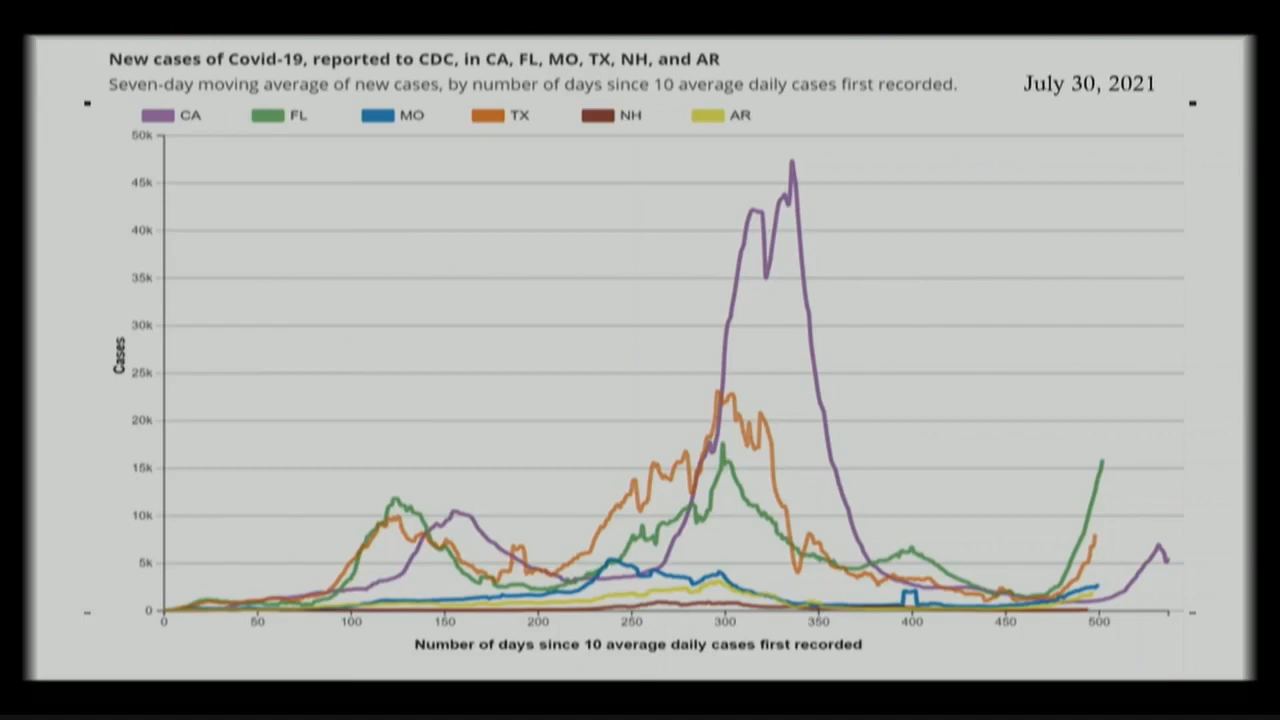 New cases of Covid-19, reported to CDC, in CA, FL, MO, TX, NH, and AR
Seven-day moving average of new cases, by number of days since 10 average daily cases first recorded.
July 30, 2021
CA FL MO TX NH AR
50k
45k
40k
35k
30k
25k
20k
15k
10k
5k
0
Cases
0 50 100 150 200 250 300 350 400 450 500
Number of days since 10 average daily cases first recorded